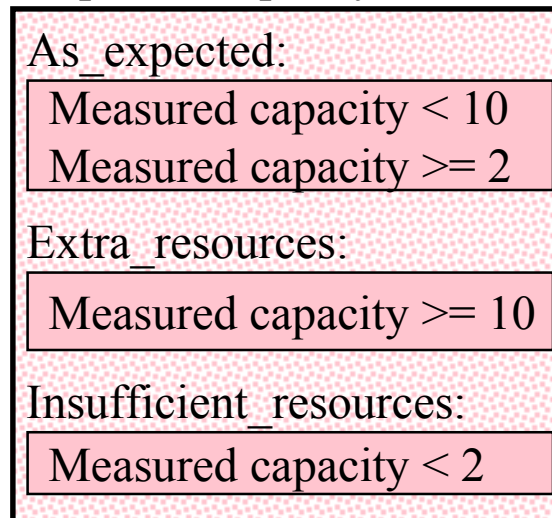 As_expected:
Measured capacity < 10
Measured capacity >= 2
Extra_resources:
Measured capacity >= 10
Insufficient_resources:
Measured capacity < 2